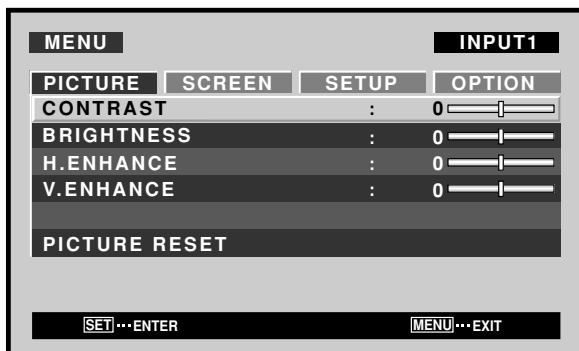 MENU INPUT1
PICTURE SCREEN SETUP OPTION
CONTRAST : 0
BRIGHTNESS : 0
H.ENHANCE : 0
V.ENHANCE : 0
PICTURE RESET
SET ···ENTER MENU ···EXIT